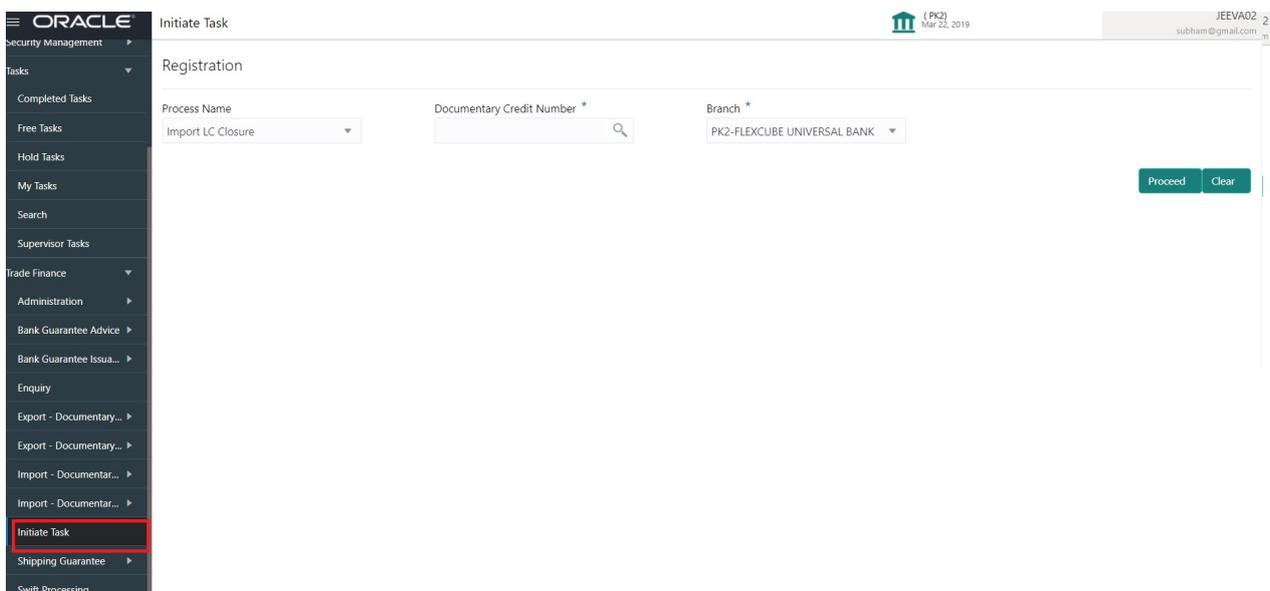 ORACLE
Initiate Task
( PK2)
Mar 22, 2019
JEEVA02
subham@gmail.com
2
m
Security Management
Tasks
Completed Tasks
Free Tasks
Hold Tasks
My Tasks
Search
Supervisor Tasks
Trade Finance
Administration
Bank Guarantee Advice
Bank Guarantee Issua...
Enquiry
Export - Documentary...
Export - Documentary...
Import - Documentar...
Import - Documentar...
Initiate Task
Shipping Guarantee
Swift Processing
Registration
Process Name
Documentary Credit Number *
Branch *
Import LC Closure
PK2-FLEXCUBE UNIVERSAL BANK
Proceed
Clear